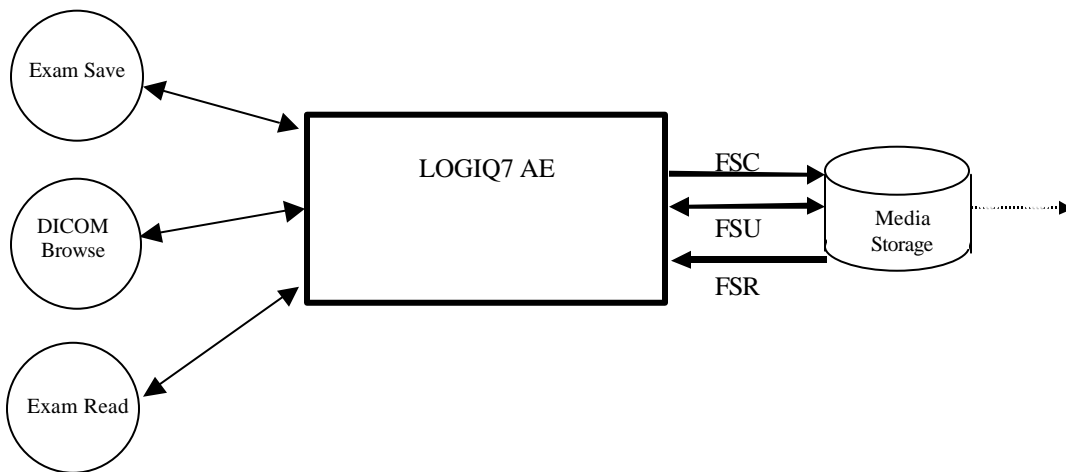 Exam Save
DICOM
Browse
Exam Read
LOGIQ7 AE
FSC
FSU
FSR
Media
Storage